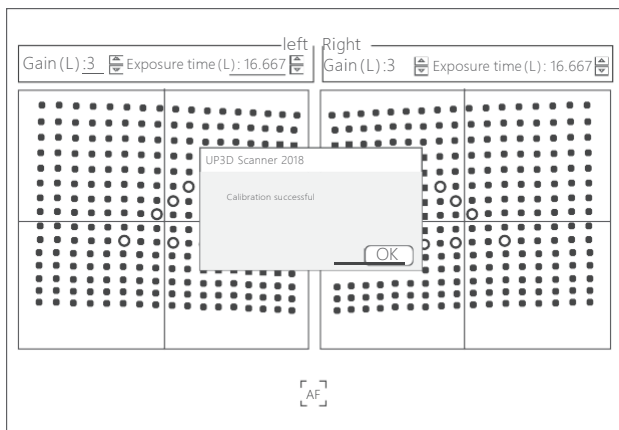 left Right
Gain (L) :3 Exposure time (L) : 16.667 Gain (L) :3 Exposure time (L) : 16.667
UP3D Scanner 2018
Calibration successful
OK
AF